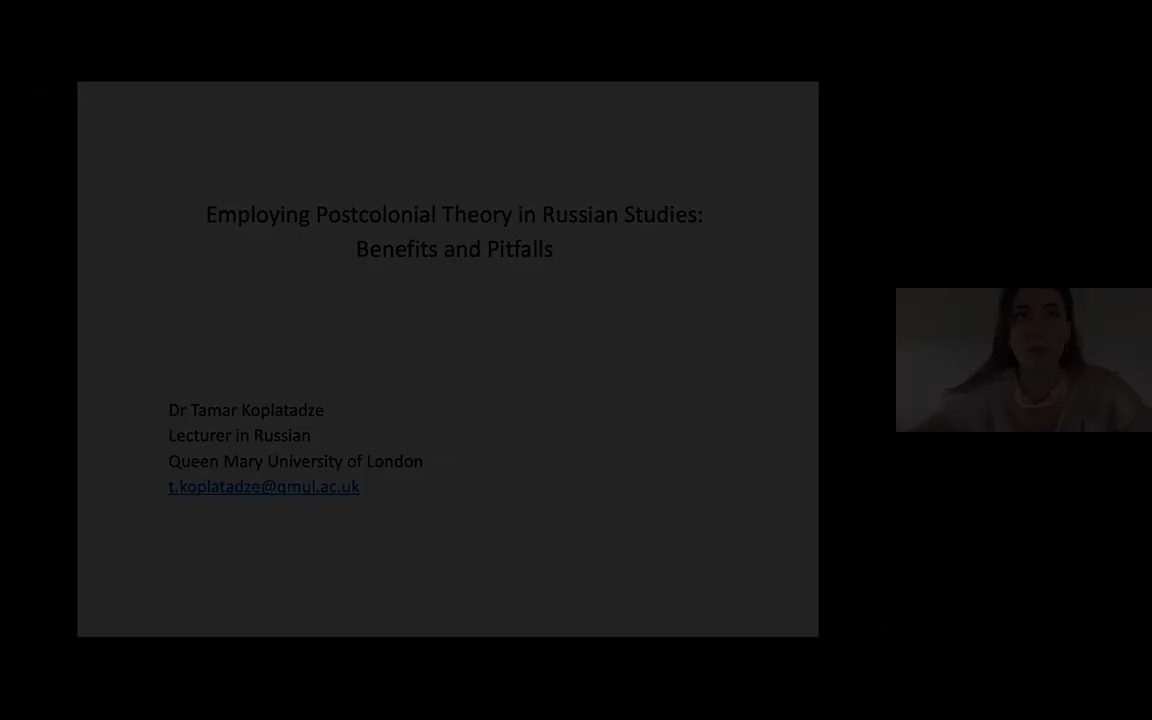 Employing Postcolonial Theory in Russian Studies:
Benefits and Pitfalls
Dr Tamar Koplatadze
Lecturer in Russian
Queen Mary University of London
t.koplatadze@qmul.ac.uk